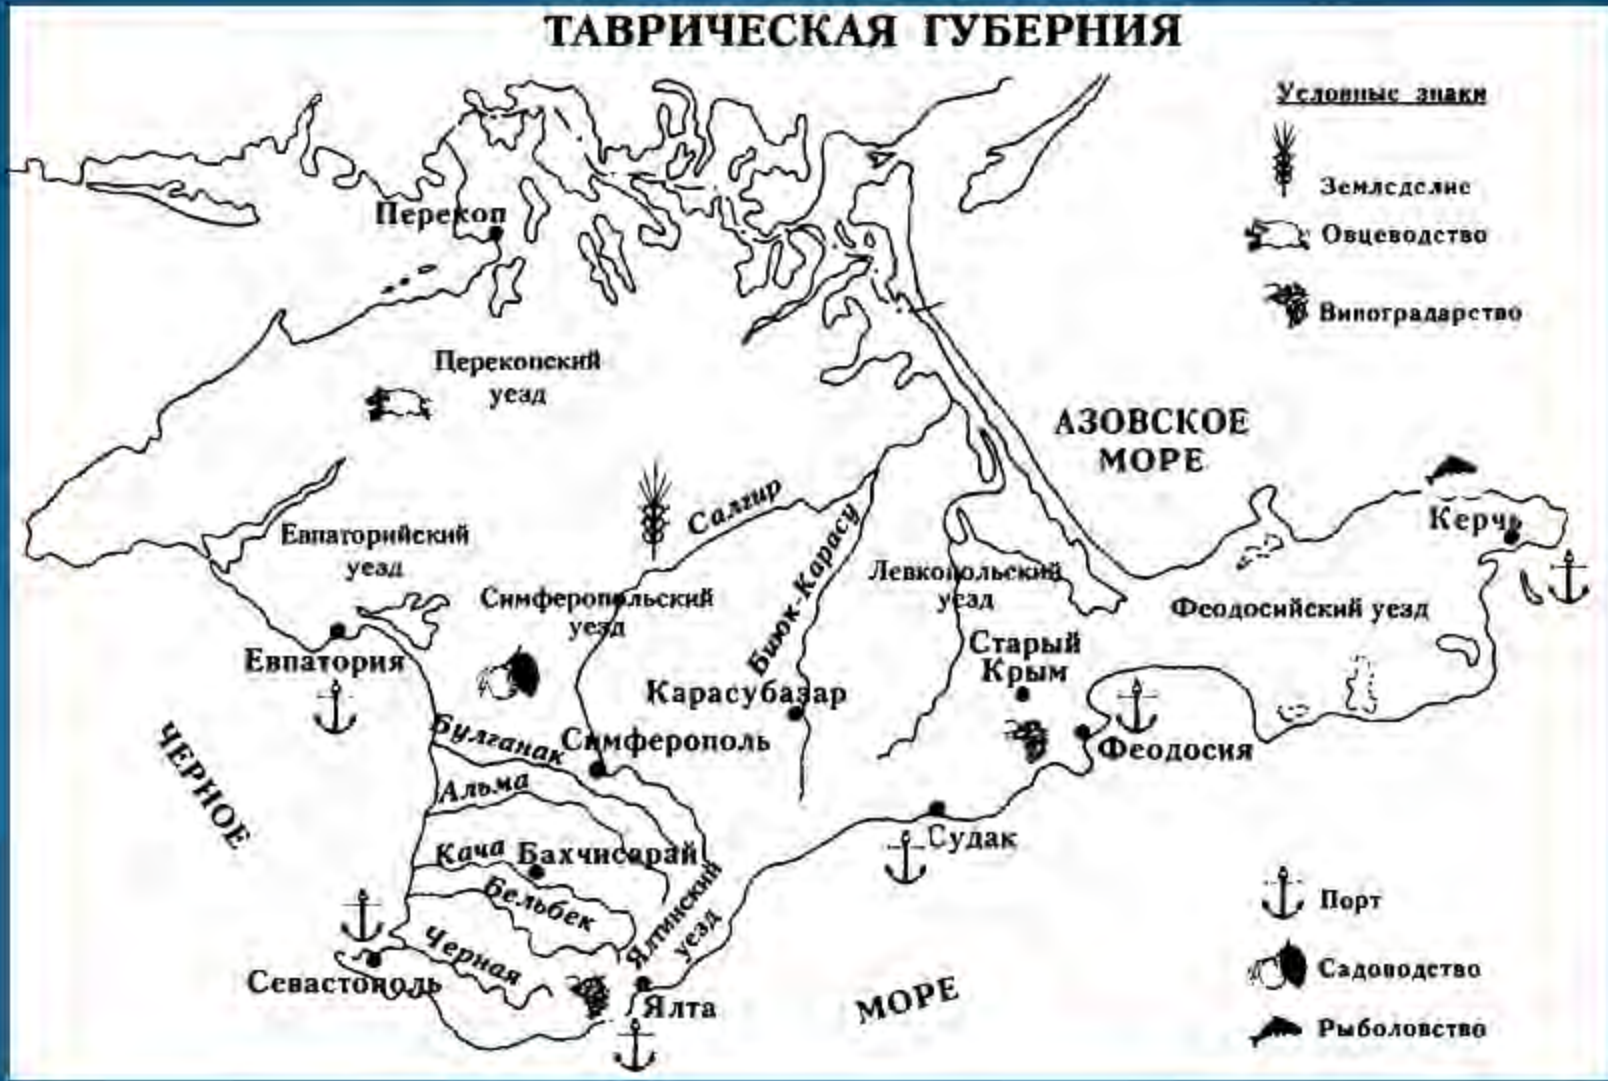 ТАВРИЧЕСКАЯ ГУБЕРНИЯ
Условные знаки
Земледелие
Овцеводство
Виноградарство
Перекоп
Перекопский
уезд
АЗОВСКОЕ
МОРЕ
Салгир
Биюк-Карасу
Керчь
Евпаторийский
уезд
Симферопольский
уезд
Левкопольский
уезд
Феодосийский уезд
Старый
Крым
Евпатория
Карасубазар
Феодосия
Булганак
Симферополь
Альма
ЧЕРНОЕ
Кача
Бахчисарай
Судак
Бельбек
Ялтинский
уезд
Черная
Севастополь
Ялта
МОРЕ
Порт
Садоводство
Рыболовство